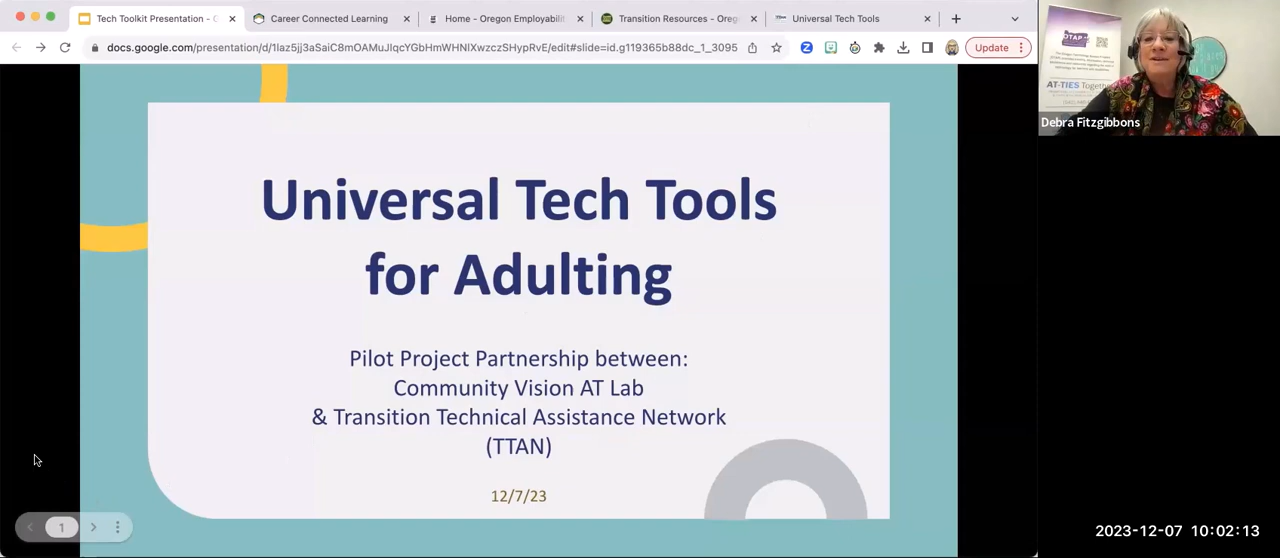 Tech Toolkit Presentation - G
Career Connected Learning
Home - Oregon Employabilit
Transition Resources - Oreg
Universal Tech Tools
docs.google.com/presentation/d/1laz5jj3aSaiC8mOAMuJIqcYGbHmWHNlXwzczSHypRvE/edit#slide=id.g119365b88dc_1_3095
Update
OTAP
AT-TIES Together
Debra Fitzgibbons
Universal Tech Tools
for Adulting
Pilot Project Partnership between:
Community Vision AT Lab
& Transition Technical Assistance Network
(TTAN)
12/7/23
1
2023-12-07 10:02:13